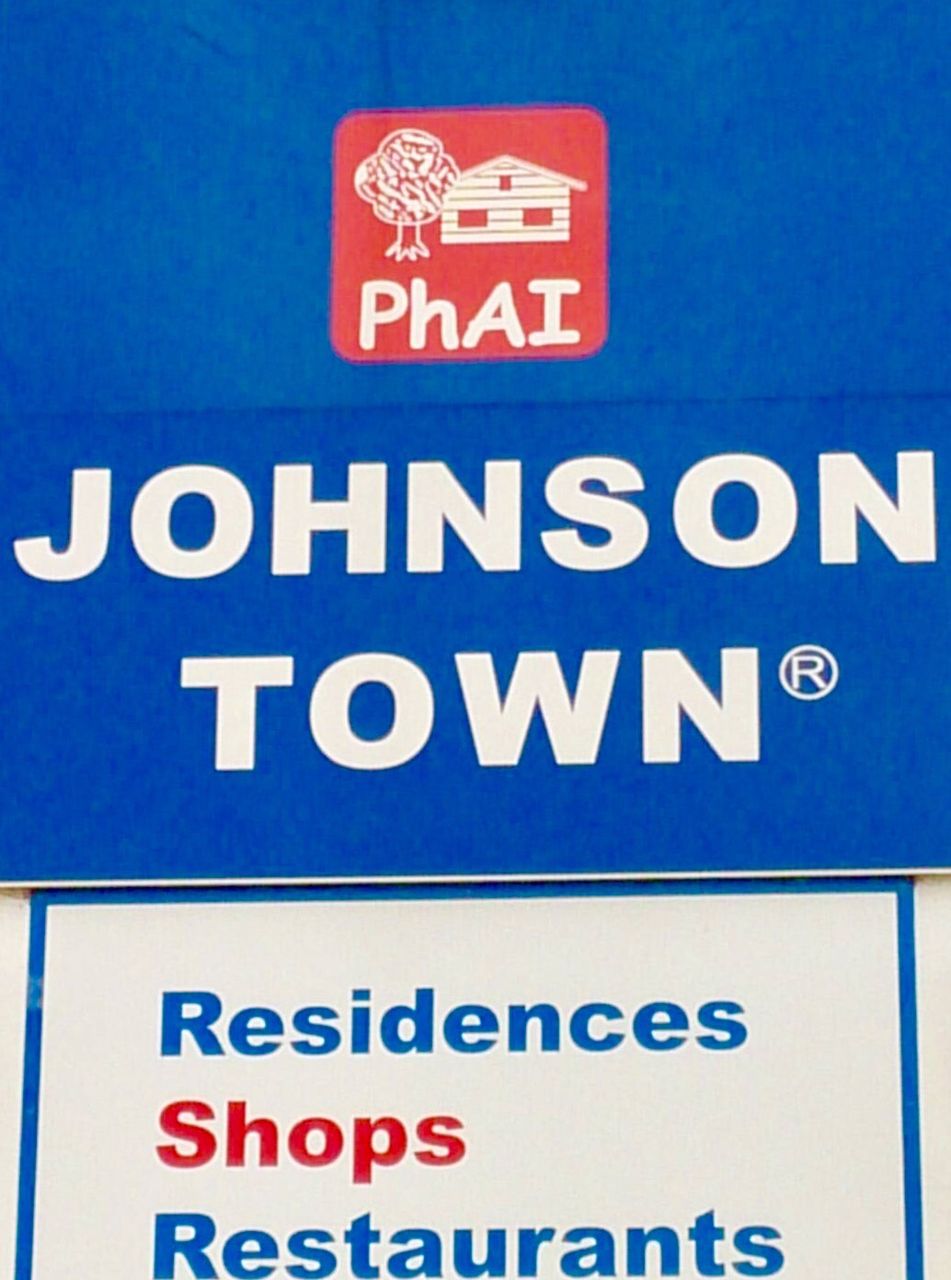 PhAI
JOHNSON
TOWN®
Residences
Shops
Restaurants